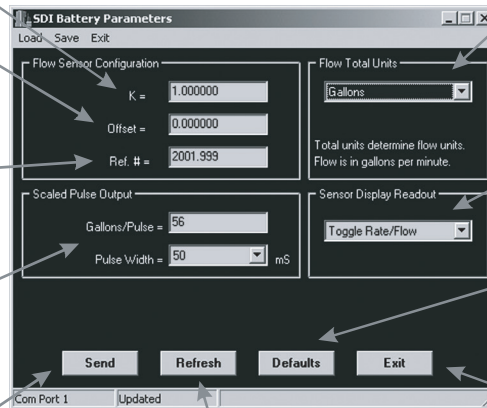 SDI Battery Parameters
Load Save Exit
Flow Sensor Configuration
K = 1.000000
Offset = 0.000000
Ref. # = 2001.999
Flow Total Units
Gallons
Total units determine flow units.
Flow is in gallons per minute.
Scaled Pulse Output
Gallons/Pulse = 56
Pulse Width = 50 mS
Sensor Display Readout
Toggle Rate/Flow
Send Refresh Defaults Exit
Com Port 1 Updated